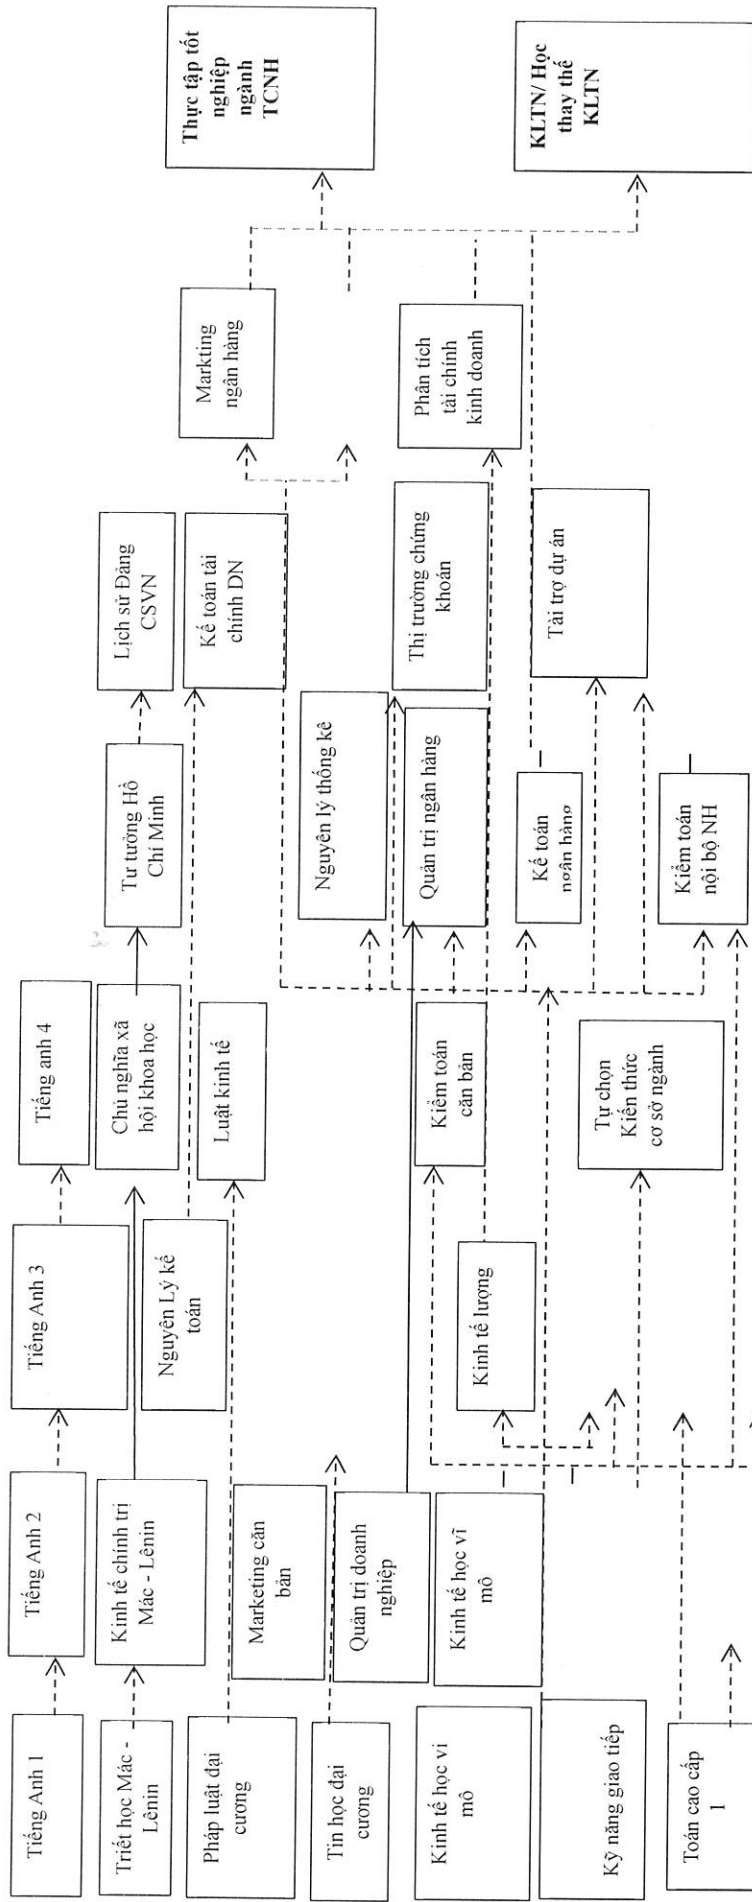 Tiếng Anh 1
Triết học Mác -
Lênin
Pháp luật đại
cương
Tin học đại
cương
Kinh tế học vi
mô
Kỹ năng giao tiếp
Toán cao cấp
1
Tiếng Anh 2
Kinh tế chính trị
Mác - Lênin
Marketing căn
bản
Quản trị doanh
nghiệp
Kinh tế học vĩ
mô
Tiếng Anh 3
Nguyên Lý kế
toán
Kinh tế lượng
Tiếng anh 4
Chủ nghĩa xã
hội khoa học
Luật kinh tế
Kiểm toán
căn bản
Tự chọn
Kiến thức
cơ sở ngành
Tư tưởng Hồ
Chí Minh
Nguyên lý thống kê
Quản trị ngân hàng
Kế toán
ngân hàng
Kiểm toán
nội bộ NH
Lịch sử Đảng
CSVN
Kế toán tài
chính DN
Thị trường chứng
khoán
Tài trợ dự án
Markting
ngân hàng
Phân tích
tài chính
kinh doanh
Thực tập tốt
nghiệp
ngành
TCNH
KLTN/ Học
thay thế
KLTN